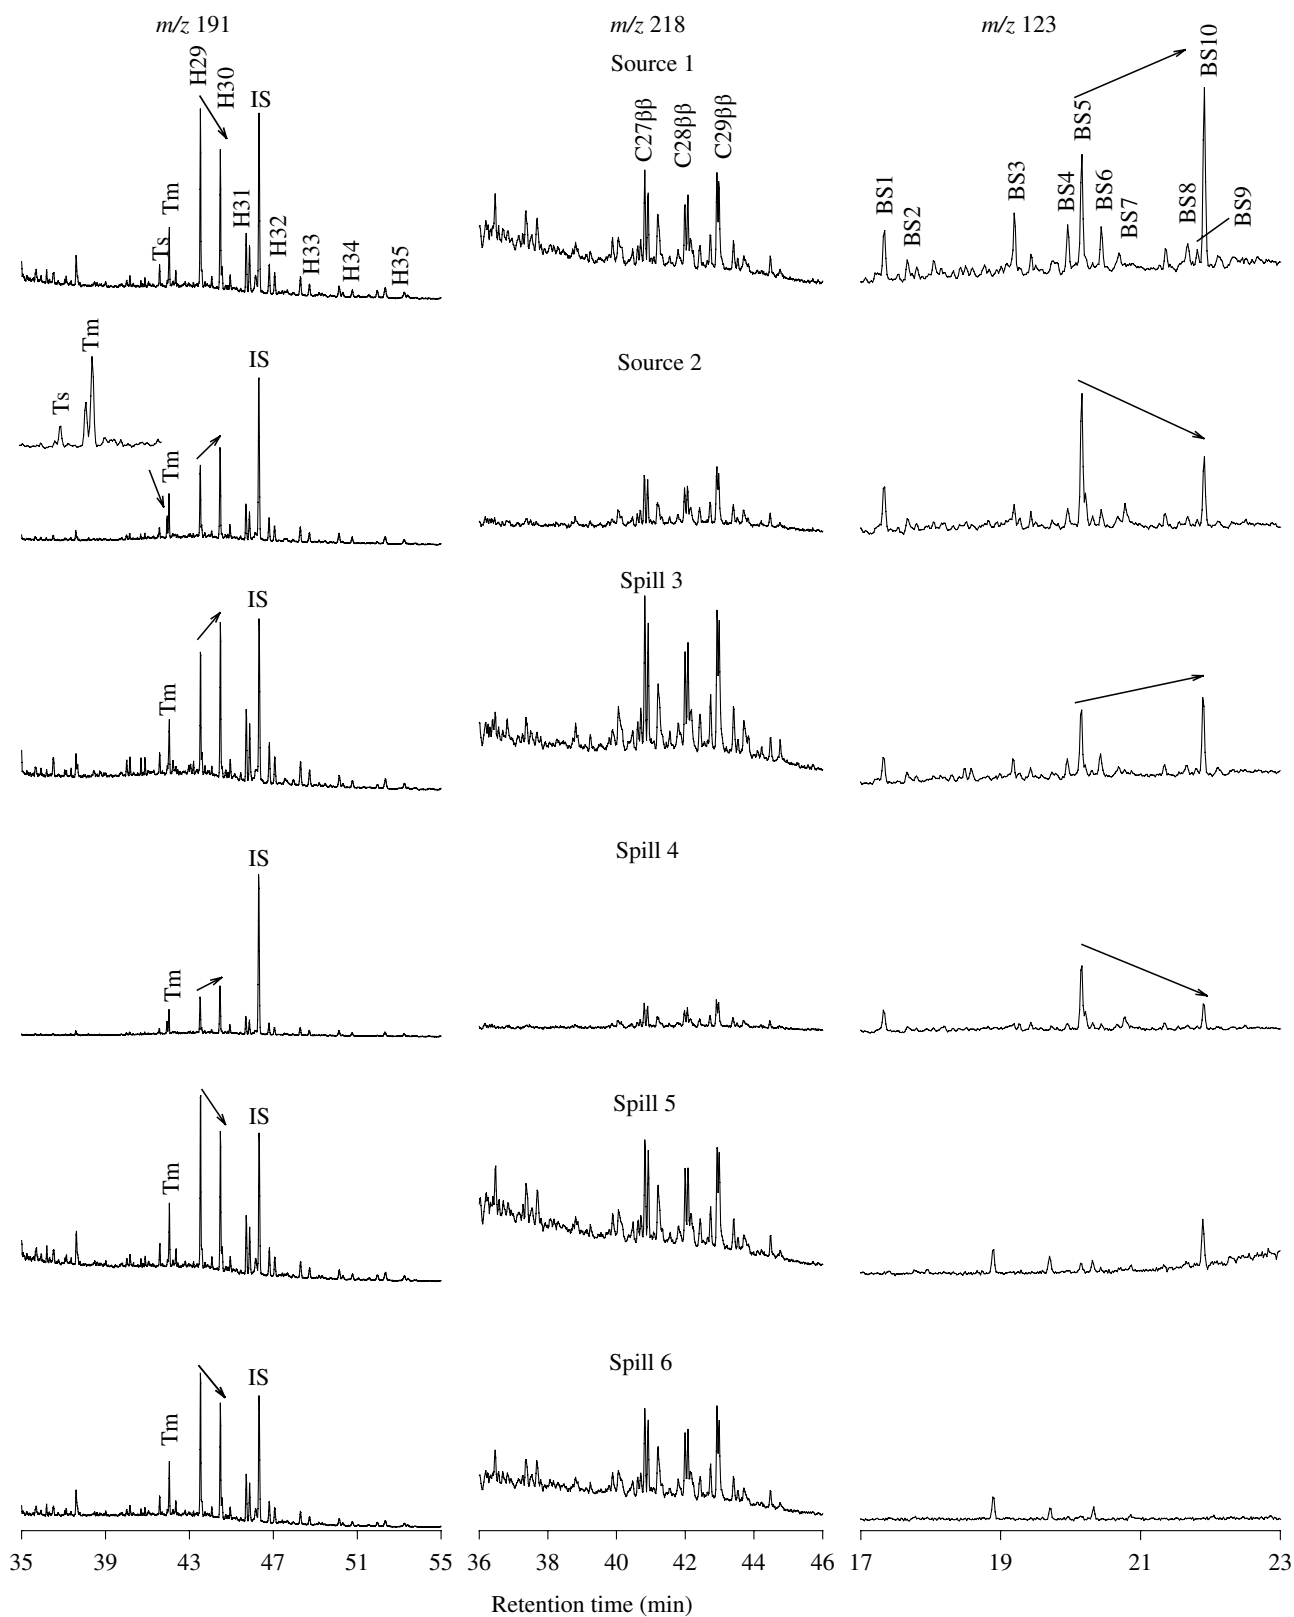 m/z 191
m/z 218
m/z 123
Source 1
H29
H30
IS
Ts
Tm
H31
H32
H33
H34
H35
C27ββ
C28ββ
C29ββ
BS1
BS2
BS3
BS4
BS5
BS6
BS7
BS8
BS9
BS10
Source 2
Ts
Tm
Tm
IS
Spill 3
Tm
IS
Spill 4
Tm
IS
Spill 5
Tm
IS
Spill 6
Tm
IS
35 39 43 47 51 55
36 38 40 42 44 46
17 19 21 23
Retention time (min)